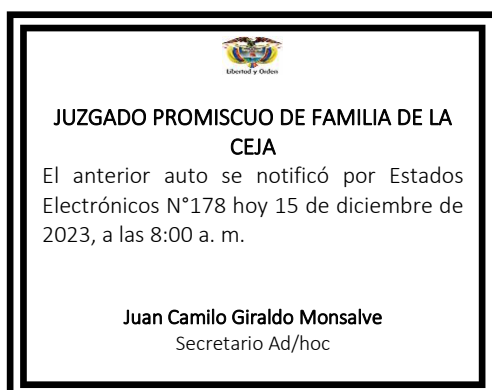 Libertad y Orden
JUZGADO PROMISCUO DE FAMILIA DE LA
CEJA
El anterior auto se notificó por Estados
Electrónicos N°178 hoy 15 de diciembre de
2023, a las 8:00 a. m.
Juan Camilo Giraldo Monsalve
Secretario Ad/hoc